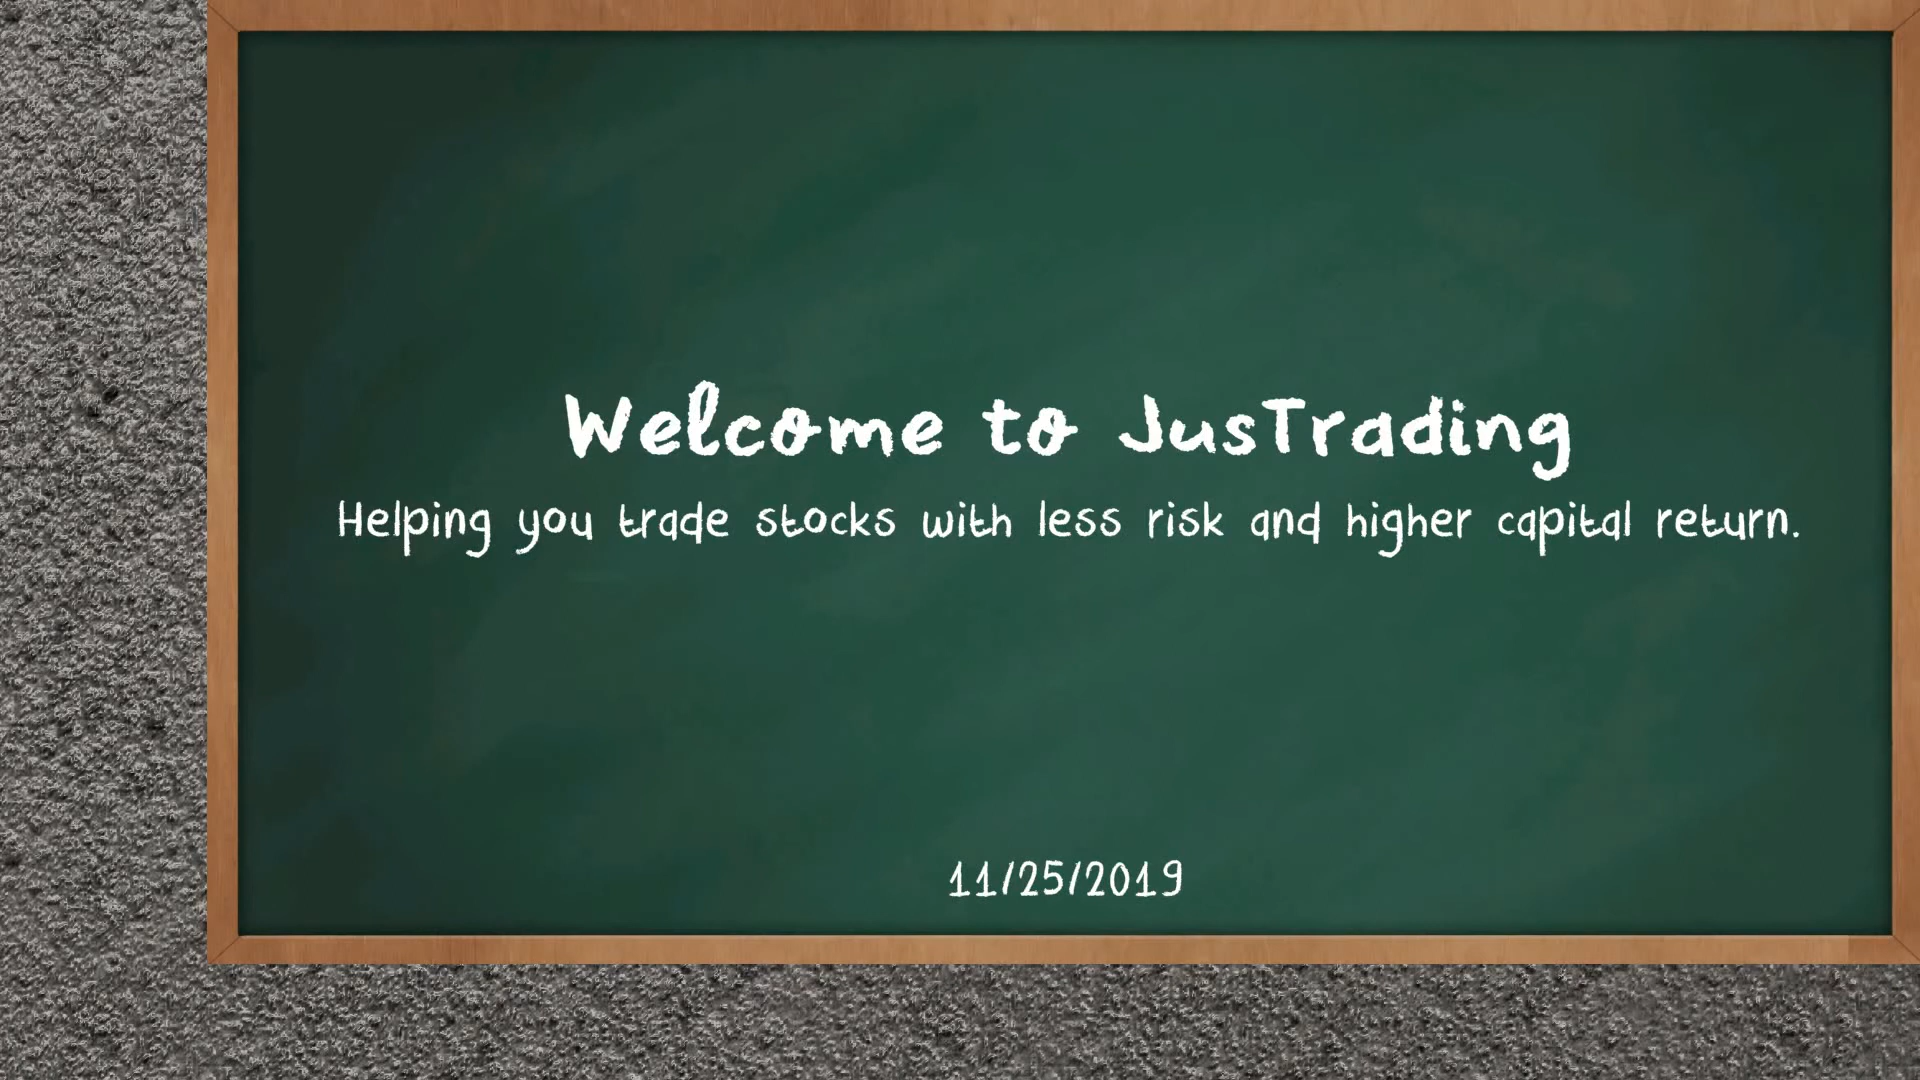 Welcome to JusTrading
Helping you trade stocks with less risk and higher capital return.
11/25/2019